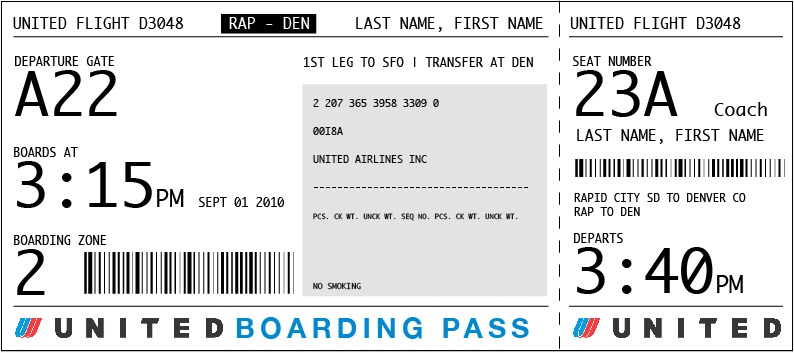 UNITED FLIGHT D3048
RAP - DEN
LAST NAME, FIRST NAME
DEPARTURE GATE
A22
BOARDS AT
3:15PM
SEPT 01 2010
BOARDING ZONE
2
1ST LEG TO SFO | TRANSFER AT DEN
2 207 365 3958 3309 0
00I8A
UNITED AIRLINES INC
----------------------------------------
PCS. CK WT. UNCK WT. SEQ NO. PCS. CK WT. UNCK WT.
NO SMOKING
UNITED BOARDING PASS
UNITED FLIGHT D3048
SEAT NUMBER
23A
Coach
LAST NAME, FIRST NAME
RAPID CITY SD TO DENVER CO
RAP TO DEN
DEPARTS
3:40PM
UNITED